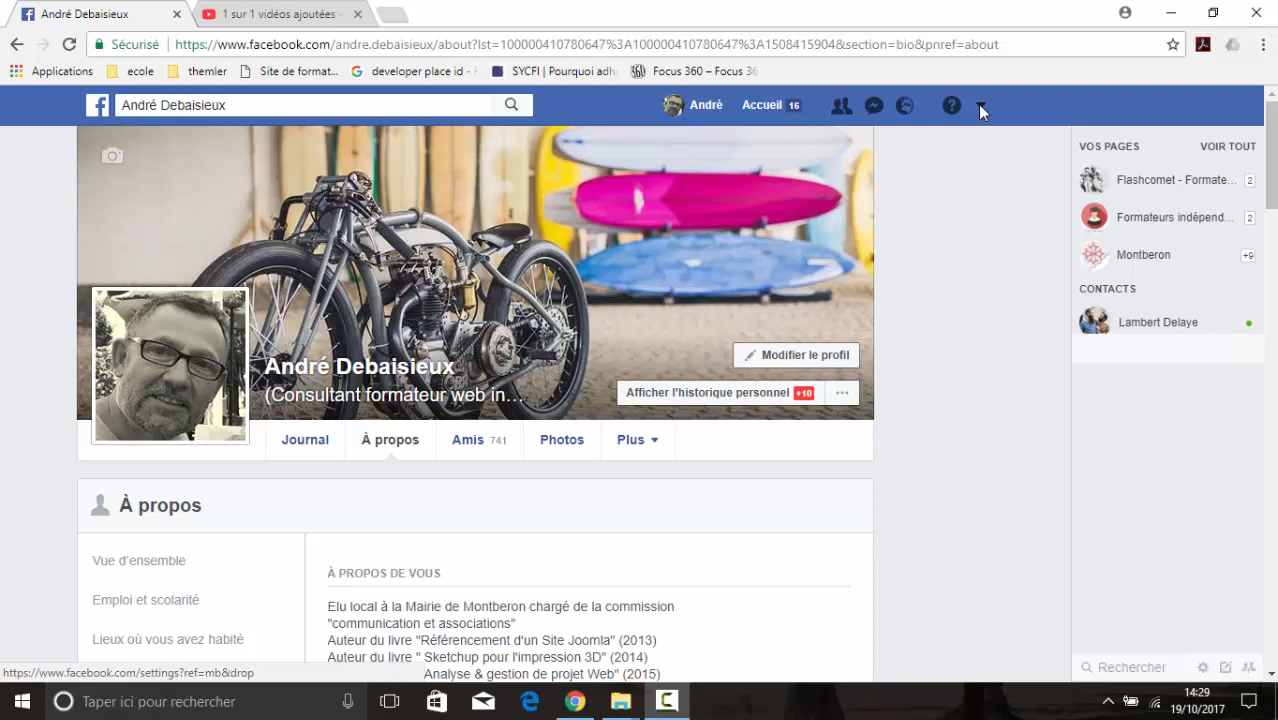 André Debaisieux
1 sur 1 vidéos ajoutées -
Sécurisé https://www.facebook.com/andre.debaisieux/about?lst=100000410780647%3A100000410780647%3A1508415904&section=bio&pnref=about
Applications ecole themler Site de format... developer place id - SYCFI | Pourquoi adh Focus 360 – Focus 36
André Debaisieux
André Accueil 16
VOS PAGES VOIR TOUT
Flashcomet - Formate... 2
Formateurs indépend... 2
Montberon +9
CONTACTS
Lambert Delaye
André Debaisieux
(Consultant formateur web in...
Modifier le profil
Afficher l'historique personnel +10 ...
Journal À propos Amis 741 Photos Plus
À propos
Vue d'ensemble
Emploi et scolarité
Lieux où vous avez habité
À PROPOS DE VOUS
Elu local à la Mairie de Montberon chargé de la commission
"communication et associations"
Auteur du livre "Référencement d'un Site Joomla" (2013)
Auteur du livre " Sketchup pour l'impression 3D" (2014)
Analyse & gestion de projet Web" (2015)
https://www.facebook.com/settings?ref=mb&drop
Rechercher
Taper ici pour rechercher
14:29
19/10/2017